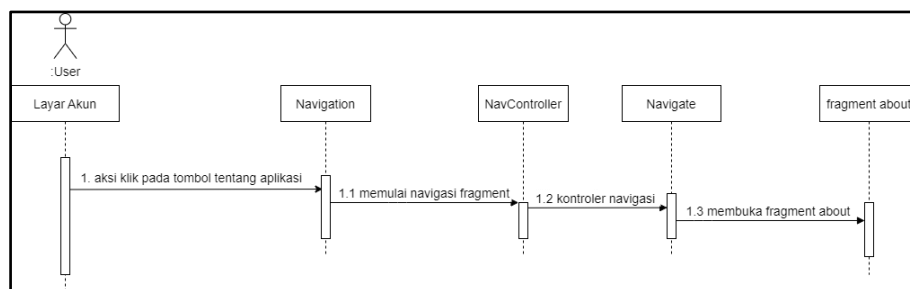 :User
Layar Akun
Navigation
NavController
Navigate
fragment about
1. aksi klik pada tombol tentang aplikasi
1.1 memulai navigasi fragment
1.2 kontroler navigasi
1.3 membuka fragment about